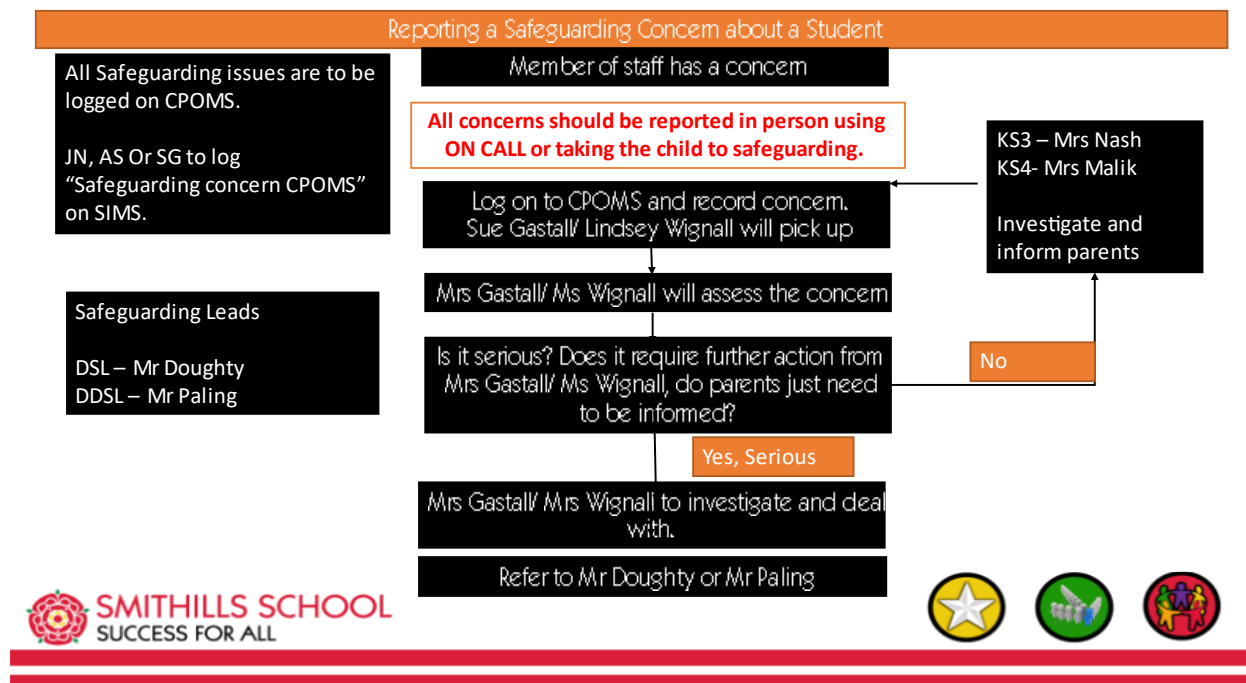 Reporting a Safeguarding Concern about a Student
Member of staff has a concern
All Safeguarding issues are to be
logged on CPOMS.
JN, AS Or SG to log
“Safeguarding concern CPOMS”
on SIMS.
All concerns should be reported in person using
ON CALL or taking the child to safeguarding.
KS3 – Mrs Nash
KS4- Mrs Malik
Investigate and
inform parents
Log on to CPOMS and record concern.
Sue Gastall/ Lindsey Wignall will pick up
Mrs Gastall/ Ms Wignall will assess the concern
Safeguarding Leads
DSL – Mr Doughty
DDSL – Mr Paling
Is it serious? Does it require further action from
Mrs Gastall/ Ms Wignall, do parents just need
to be informed?
No
Yes, Serious
Mrs Gastall/ Mrs Wignall to investigate and deal
with.
Refer to Mr Doughty or Mr Paling
SMITHILLS SCHOOL
SUCCESS FOR ALL